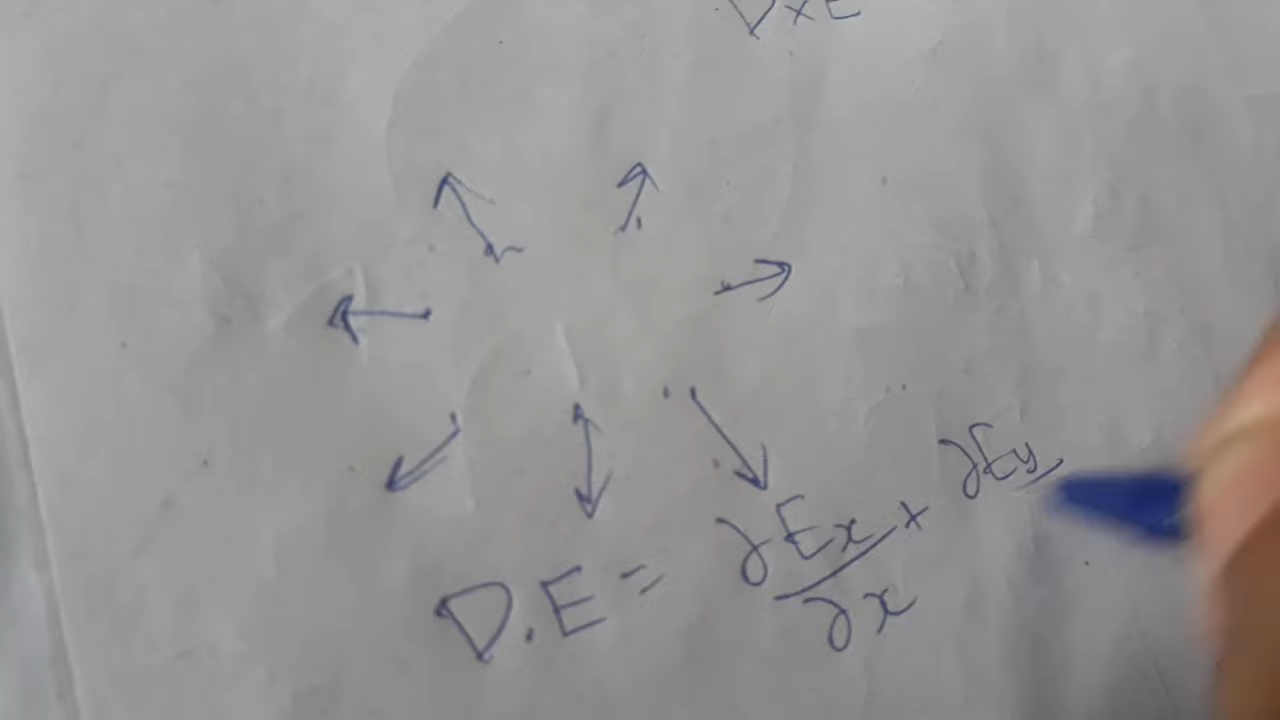 ∇×E
∇.E = ∂Ex/∂x + ∂Ey